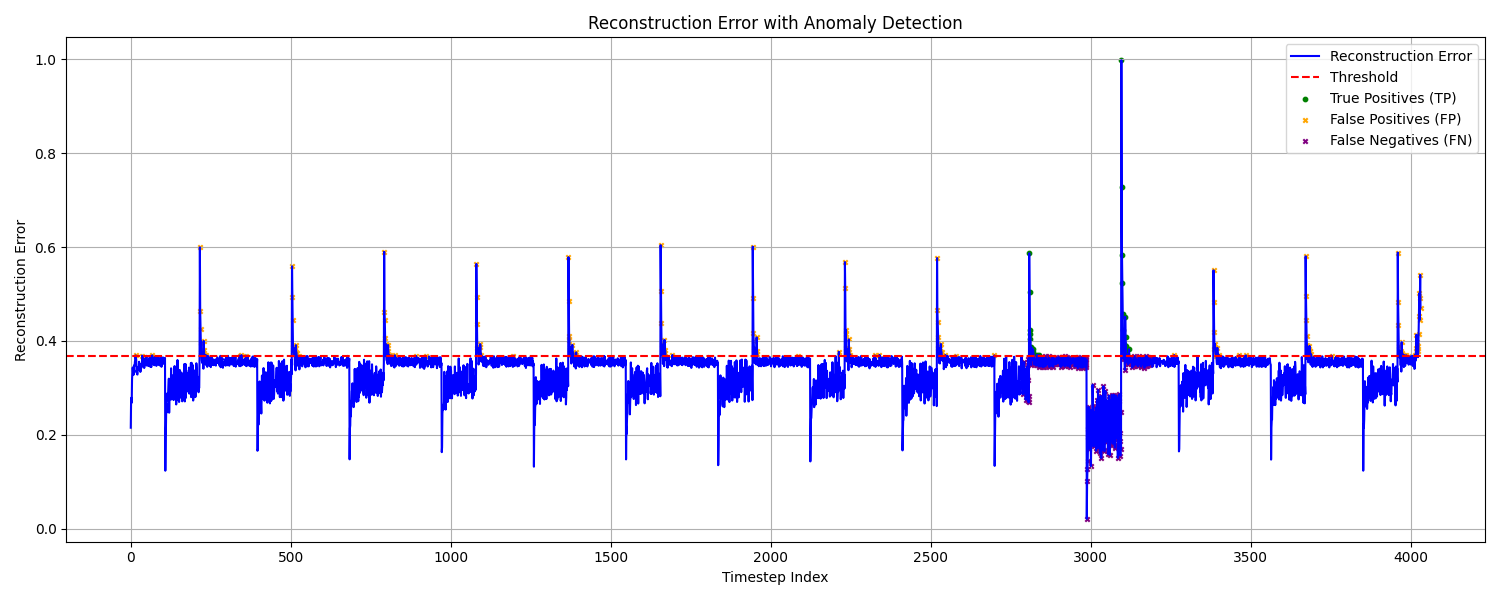 Reconstruction Error with Anomaly Detection
Reconstruction Error
Threshold
True Positives (TP)
False Positives (FP)
False Negatives (FN)
Reconstruction Error
1.0
0.8
0.6
0.4
0.2
0.0
0 500 1000 1500 2000 2500 3000 3500 4000
Timestep Index